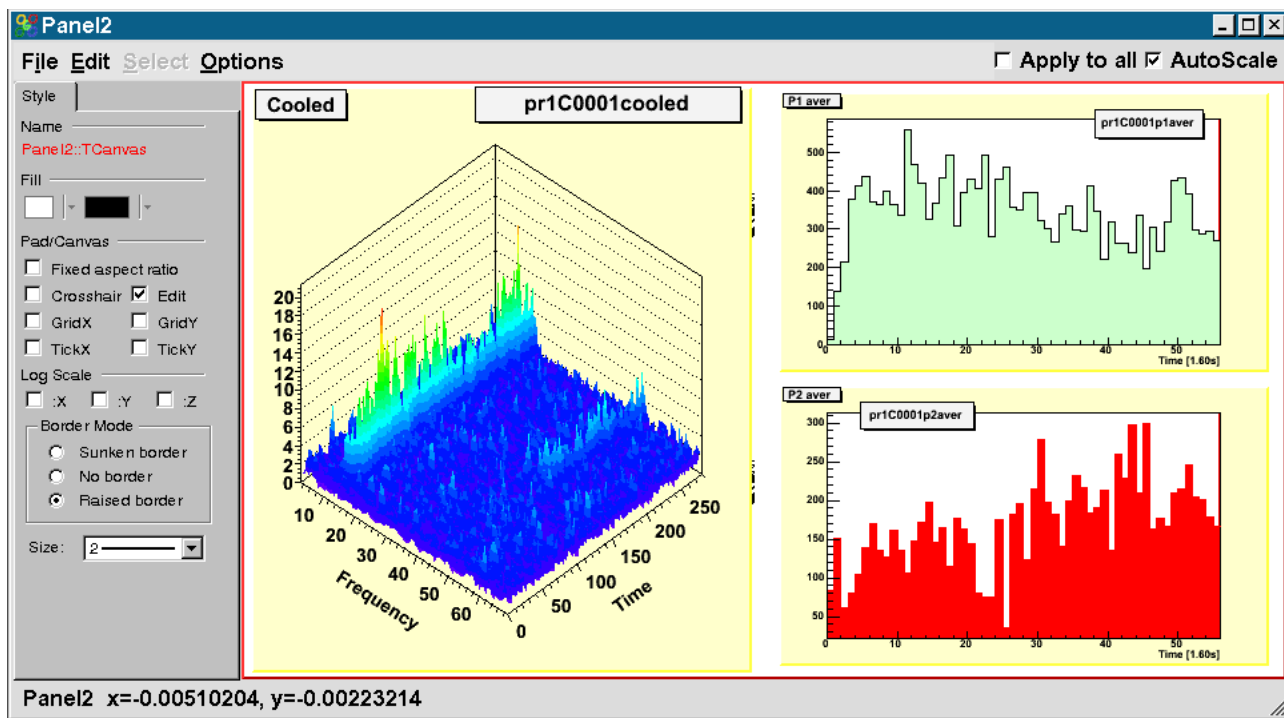 Panel2
File Edit Select Options
Apply to all AutoScale
Style
Name
Panel2::TCanvas
Fill
Pad/Canvas
Fixed aspect ratio
Crosshair Edit
GridX GridY
TickX TickY
Log Scale
:X :Y :Z
Border Mode
Sunken border
No border
Raised border
Size: 2
Cooled
pr1C0001cooled
20
18
16
14
12
10
8
6
4
2
0
10 20 30 40 50 60
Frequency
0 50 100 150 200 250
Time
P1 aver
pr1C0001p1aver
500
400
300
200
100
0
0 10 20 30 40 50
Time [1.60s]
P2 aver
pr1C0001p2aver
300
250
200
150
100
50
0 10 20 30 40 50
Time [1.60s]
Panel2 x=-0.00510204, y=-0.00223214